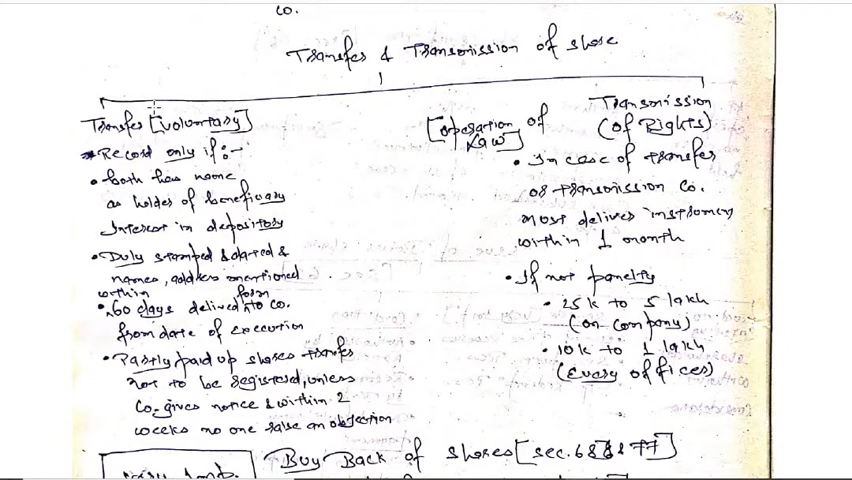 co.
Transfer & Transmission of share
Transfer [voluntary]
Record only if :-
• both has name
as holder of beneficiary
Interest in depository
• Duly stamped & dated &
names, address mentioned
• within 60 days delivered form to co.
from date of execution
• Partly paid up shares transfer
not to be registered, unless
Co. gives notice & within 2
weeks no one raise an objection
[operation of Law]
Transmission
(Of Rights)
• In case of transfer
or transmission Co.
must deliver instrument
within 1 month
• If not penalty
• 25k to 5 lakh
(on company)
• 10k to 1 lakh
(Every officer)
Buy Back of shares [sec. 68